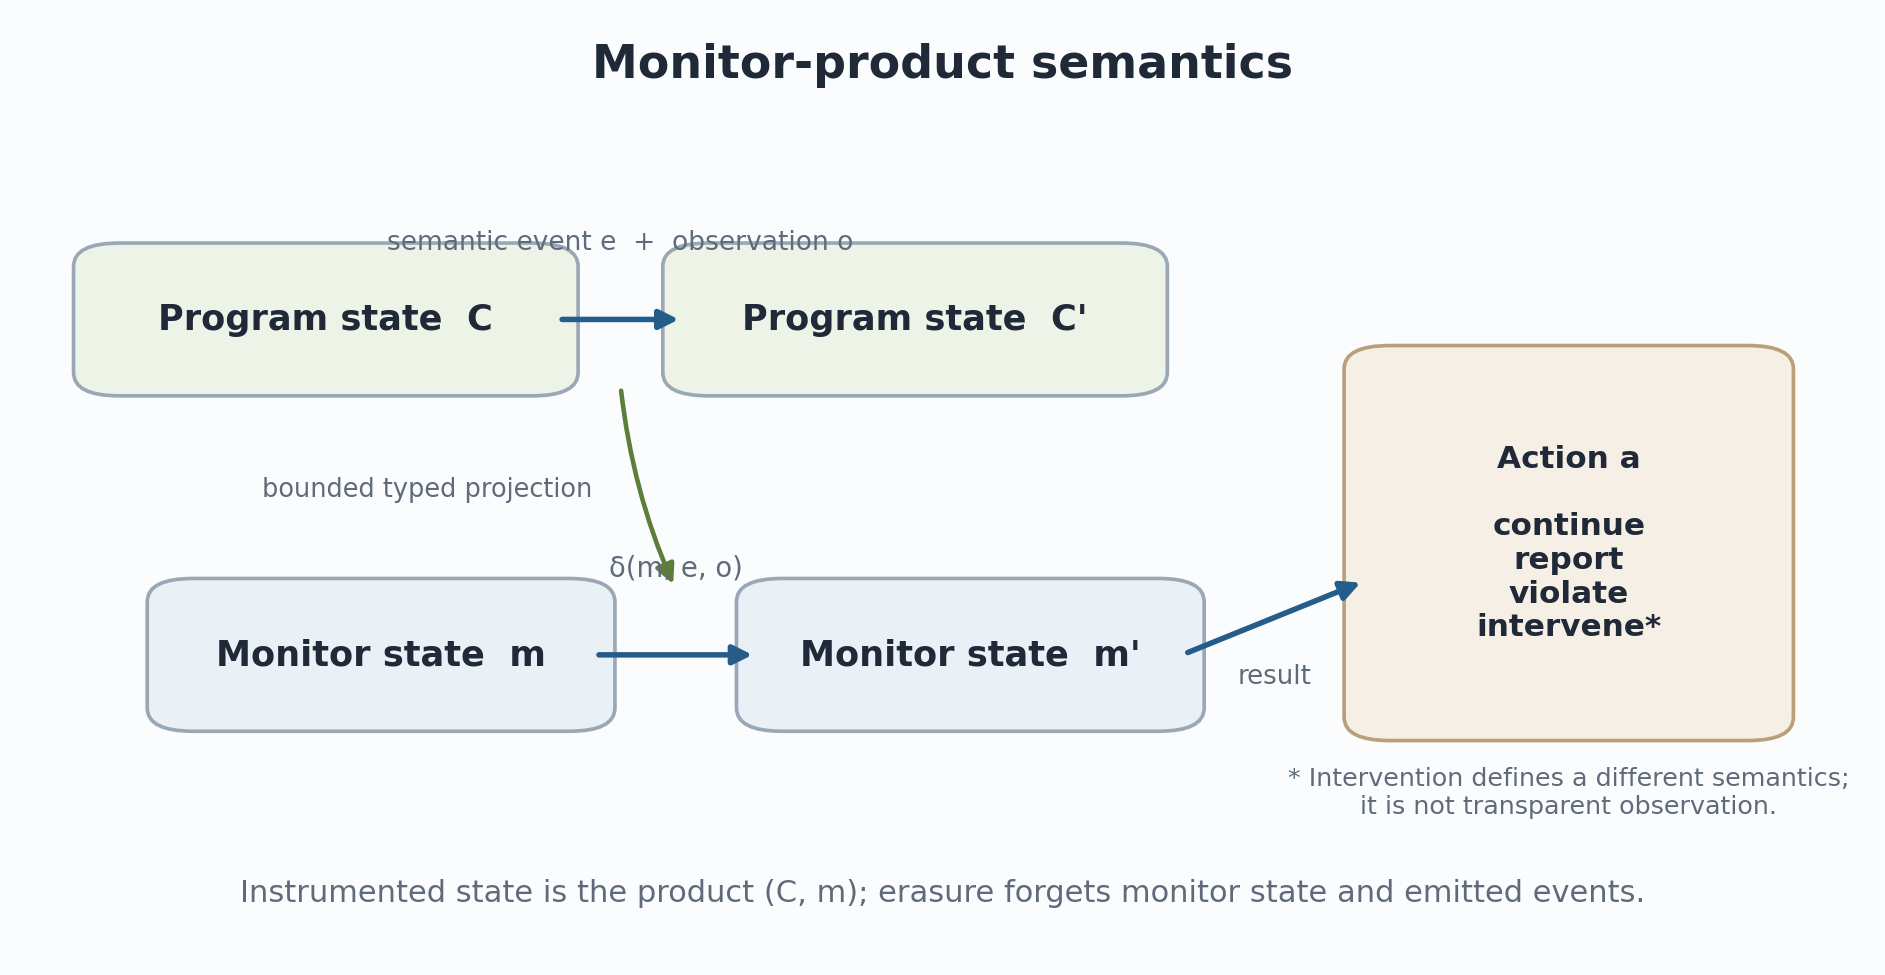 Monitor-product semantics
semantic event e + observation o
Program state C
Program state C'
bounded typed projection
δ(m, e, o)
Monitor state m
Monitor state m'
result
Action a
continue
report
violate
intervene*
* Intervention defines a different semantics;
it is not transparent observation.
Instrumented state is the product (C, m); erasure forgets monitor state and emitted events.